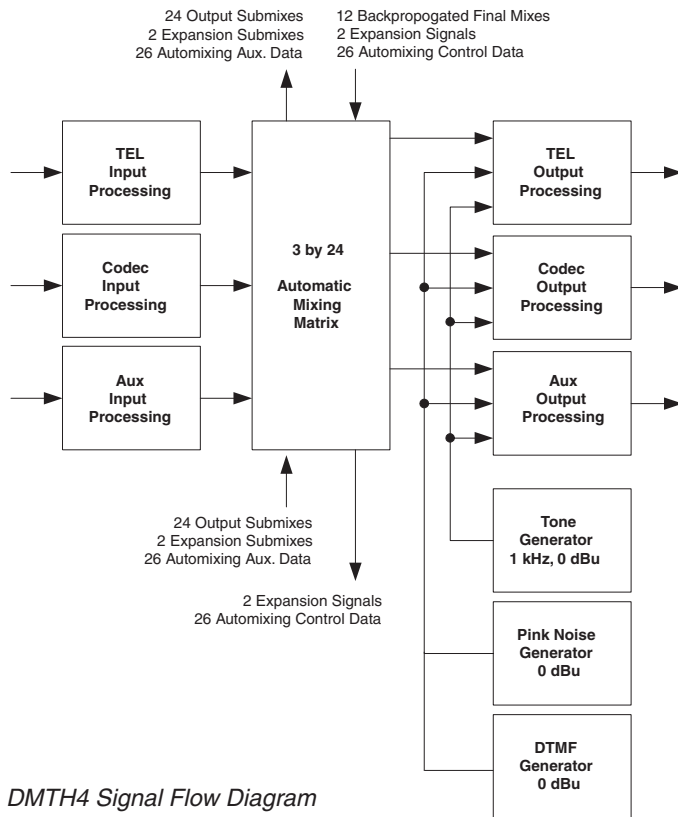 24 Output Submixes
2 Expansion Submixes
26 Automixing Aux. Data
12 Backpropogated Final Mixes
2 Expansion Signals
26 Automixing Control Data
TEL
Input
Processing
Codec
Input
Processing
Aux
Input
Processing
3 by 24
Automatic
Mixing
Matrix
TEL
Output
Processing
Codec
Output
Processing
Aux
Output
Processing
24 Output Submixes
2 Expansion Submixes
26 Automixing Aux. Data
2 Expansion Signals
26 Automixing Control Data
Tone
Generator
1 kHz, 0 dBu
Pink Noise
Generator
0 dBu
DTMF
Generator
0 dBu
DMTH4 Signal Flow Diagram